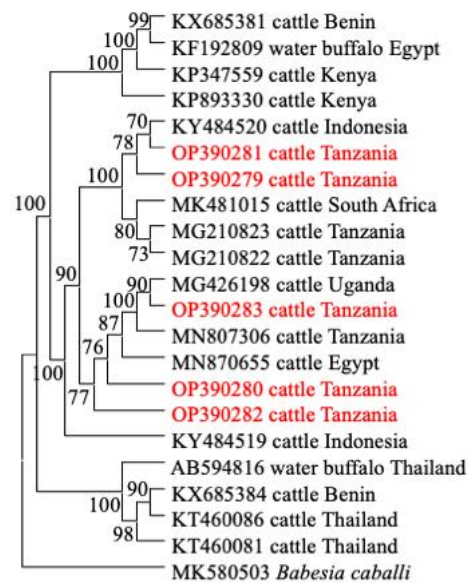 99 KX685381 cattle Benin
100 KF192809 water buffalo Egypt
100 KP347559 cattle Kenya
KP893330 cattle Kenya
70 KY484520 cattle Indonesia
78 OP390281 cattle Tanzania
100 OP390279 cattle Tanzania
100 MK481015 cattle South Africa
80 MG210823 cattle Tanzania
73 MG210822 cattle Tanzania
90 90 MG426198 cattle Uganda
100 OP390283 cattle Tanzania
87 MN807306 cattle Tanzania
76 MN870655 cattle Egypt
100 77 OP390280 cattle Tanzania
OP390282 cattle Tanzania
KY484519 cattle Indonesia
AB594816 water buffalo Thailand
90 KX685384 cattle Benin
100 KT460086 cattle Thailand
98 KT460081 cattle Thailand
MK580503 Babesia caballi